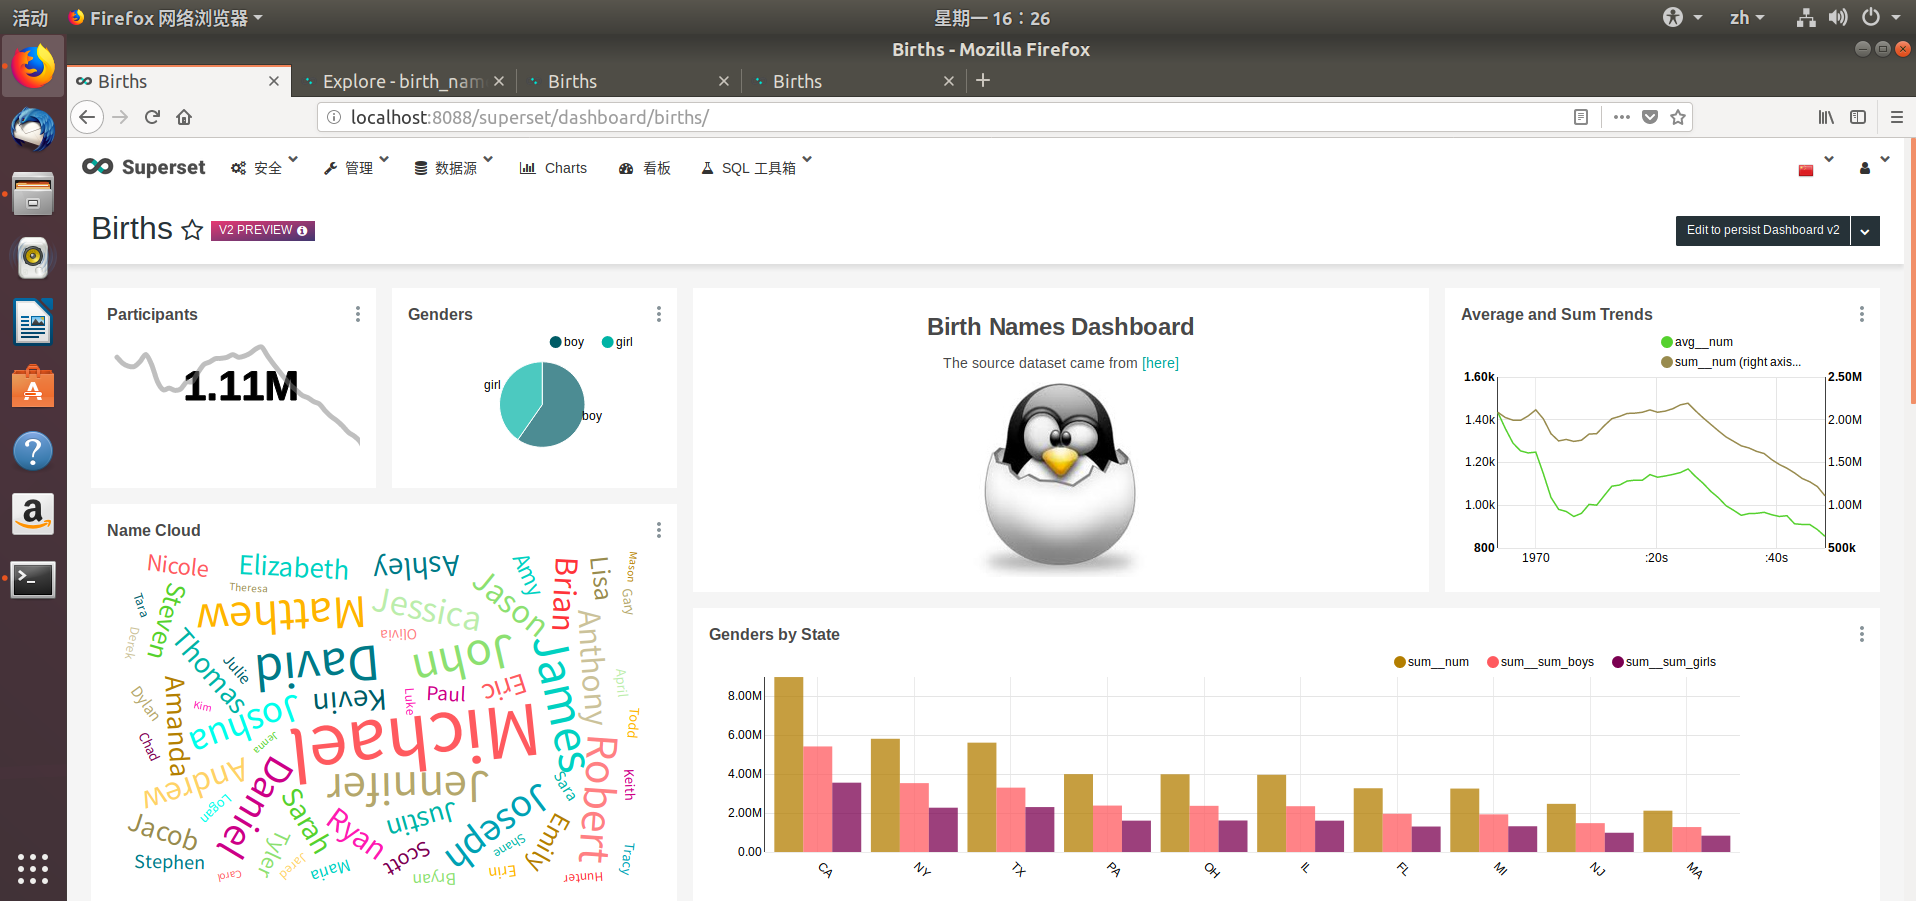 活动 Firefox 网络浏览器 星期一 16：26 zh
Births - Mozilla Firefox
Births Explore - birth_nam Births Births
localhost:8088/superset/dashboard/births/
Superset 安全 管理 数据源 Charts 看板 SQL 工具箱
Births V2 PREVIEW Edit to persist Dashboard v2
Participants
1.11M
Genders
boy girl
girl
boy
Birth Names Dashboard
The source dataset came from [here]
Average and Sum Trends
avg__num
sum__num (right axis...
1.60k 2.50M
1.40k 2.00M
1.20k 1.50M
1.00k 1.00M
800 500k
1970 :20s :40s
Name Cloud
Nicole Elizabeth Ashley Amy Brian Lisa Mason
Theresa Gary
Tara Steven Matthew Jessica Jason Anthony
Derek Thomas Olivia
Julie David John James
April
Dylan Amanda Kim Joshua Kevin Luke Paul Eric Todd
Chad Jenna Michael Robert
Andrew Daniel Jennifer Sara Keith
Logan Sarah Ryan Justin Joseph
Jacob Tyler Scott Shane Emily Tracy
Stephen Carol Jared Maria Bryan Erin Hunter
Genders by State
sum__num sum__sum_boys sum__sum_girls
8.00M
6.00M
4.00M
2.00M
0.00
CA NY TX PA OH IL FL MI NJ MA